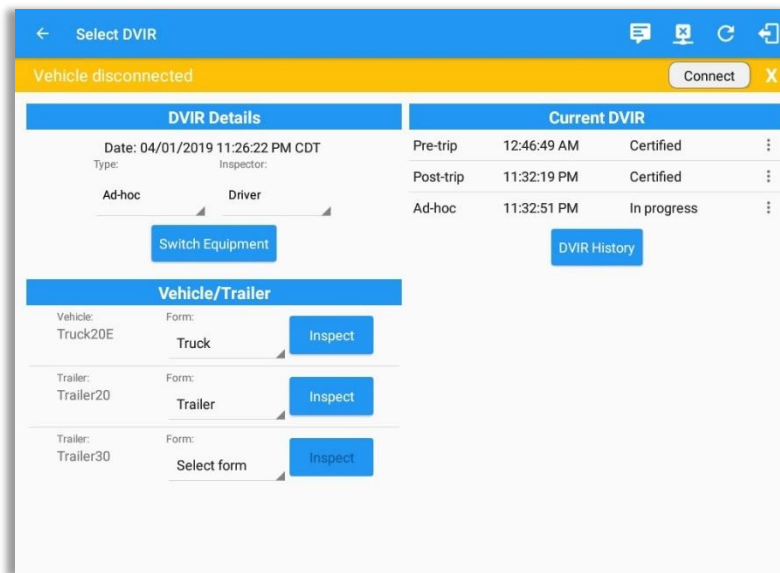 Select DVIR
Vehicle disconnected
Connect
X
DVIR Details
Date: 04/01/2019 11:26:22 PM CDT
Type: Inspector:
Ad-hoc Driver
Switch Equipment
Vehicle/Trailer
Vehicle: Form:
Truck20E Truck Inspect
Trailer: Form:
Trailer20 Trailer Inspect
Trailer: Form:
Trailer30 Select form Inspect
Current DVIR
Pre-trip 12:46:49 AM Certified
Post-trip 11:32:19 PM Certified
Ad-hoc 11:32:51 PM In progress
DVIR History